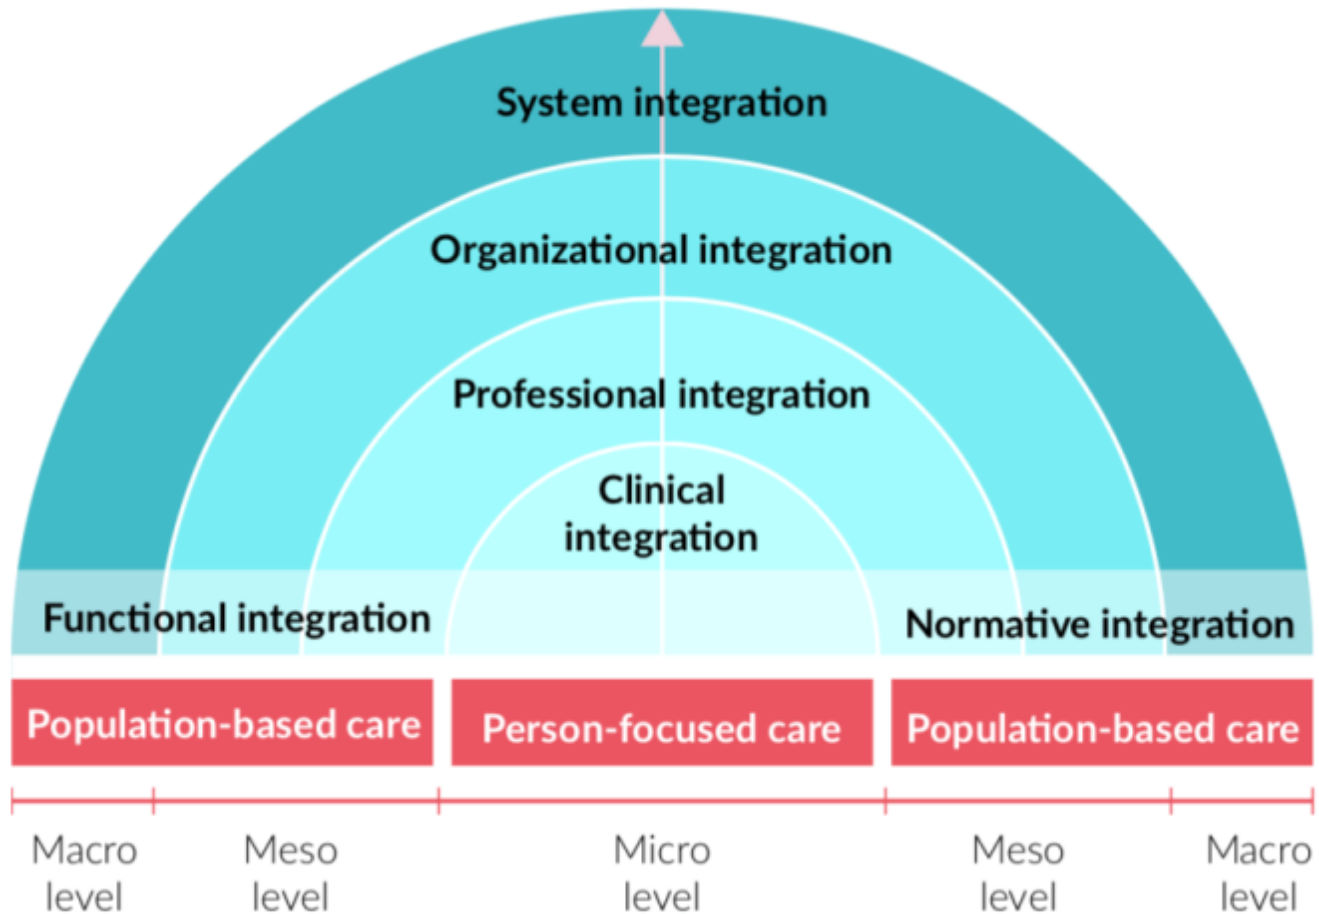 System integration
Organizational integration
Professional integration
Clinical
integration
Functional integration
Normative integration
Population-based care
Person-focused care
Population-based care
Macro
level
Meso
level
Micro
level
Meso
level
Macro
level